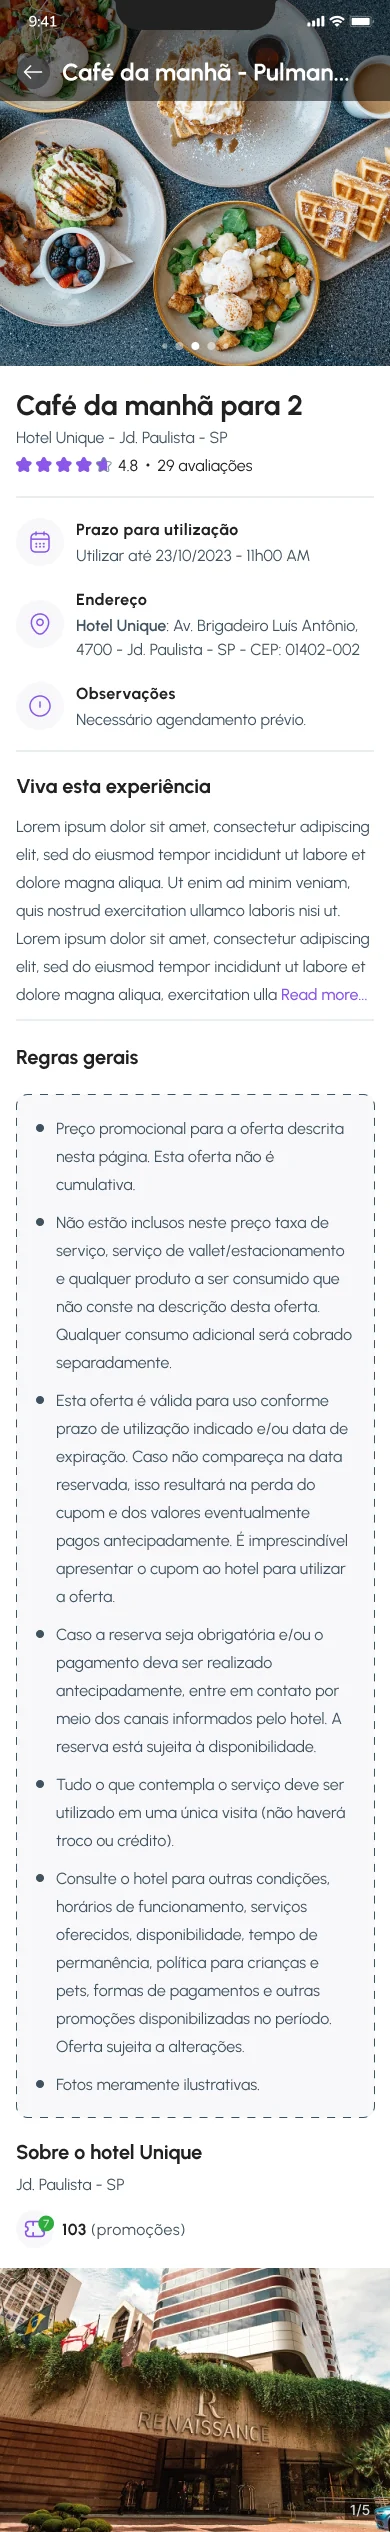 9:41
Café da manhã - Pulman...
Café da manhã para 2
Hotel Unique - Jd. Paulista - SP
4.8 • 29 avaliações
Prazo para utilização
Utilizar até 23/10/2023 - 11h00 AM
Endereço
Hotel Unique: Av. Brigadeiro Luís Antônio,
4700 - Jd. Paulista - SP - CEP: 01402-002
Observações
Necessário agendamento prévio.
Viva esta experiência
Lorem ipsum dolor sit amet, consectetur adipiscing
elit, sed do eiusmod tempor incididunt ut labore et
dolore magna aliqua. Ut enim ad minim veniam,
quis nostrud exercitation ullamco laboris nisi ut.
Lorem ipsum dolor sit amet, consectetur adipiscing
elit, sed do eiusmod tempor incididunt ut labore et
dolore magna aliqua, exercitation ulla Read more...
Regras gerais
• Preço promocional para a oferta descrita
nesta página. Esta oferta não é
cumulativa.
• Não estão inclusos neste preço taxa de
serviço, serviço de vallet/estacionamento
e qualquer produto a ser consumido que
não conste na descrição desta oferta.
Qualquer consumo adicional será cobrado
separadamente.
• Esta oferta é válida para uso conforme
prazo de utilização indicado e/ou data de
expiração. Caso não compareça na data
reservada, isso resultará na perda do
cupom e dos valores eventualmente
pagos antecipadamente. É imprescindível
apresentar o cupom ao hotel para utilizar
a oferta.
• Caso a reserva seja obrigatória e/ou o
pagamento deva ser realizado
antecipadamente, entre em contato por
meio dos canais informados pelo hotel. A
reserva está sujeita à disponibilidade.
• Tudo o que contempla o serviço deve ser
utilizado em uma única visita (não haverá
troco ou crédito).
• Consulte o hotel para outras condições,
horários de funcionamento, serviços
oferecidos, disponibilidade, tempo de
permanência, política para crianças e
pets, formas de pagamentos e outras
promoções disponibilizadas no período.
Oferta sujeita a alterações.
• Fotos meramente ilustrativas.
Sobre o hotel Unique
Jd. Paulista - SP
7
103 (promoções)
R
RENAISSANCE
1/5